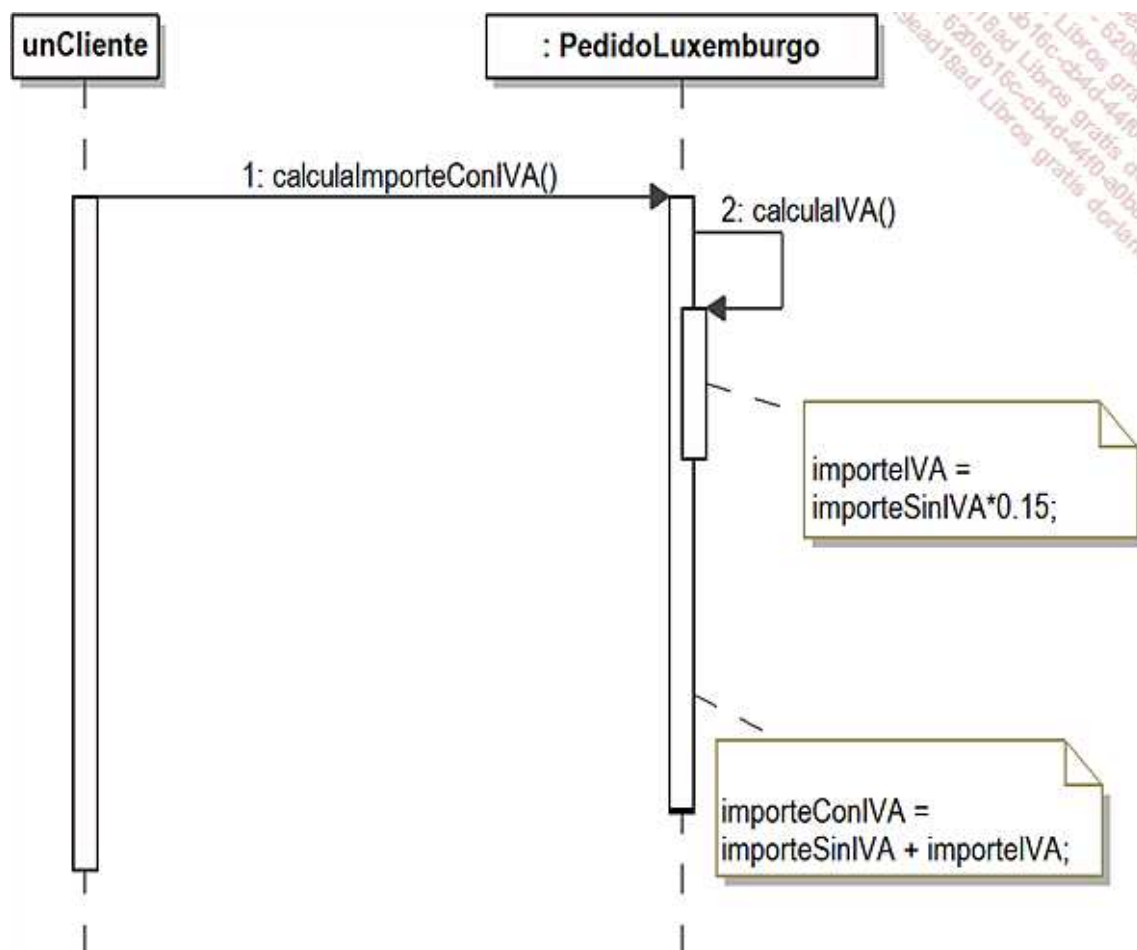 unCliente
: PedidoLuxemburgo
1: calculaImporteConIVA()
2: calculaIVA()
importeIVA =
importeSinIVA*0.15;
importeConIVA =
importeSinIVA + importeIVA;